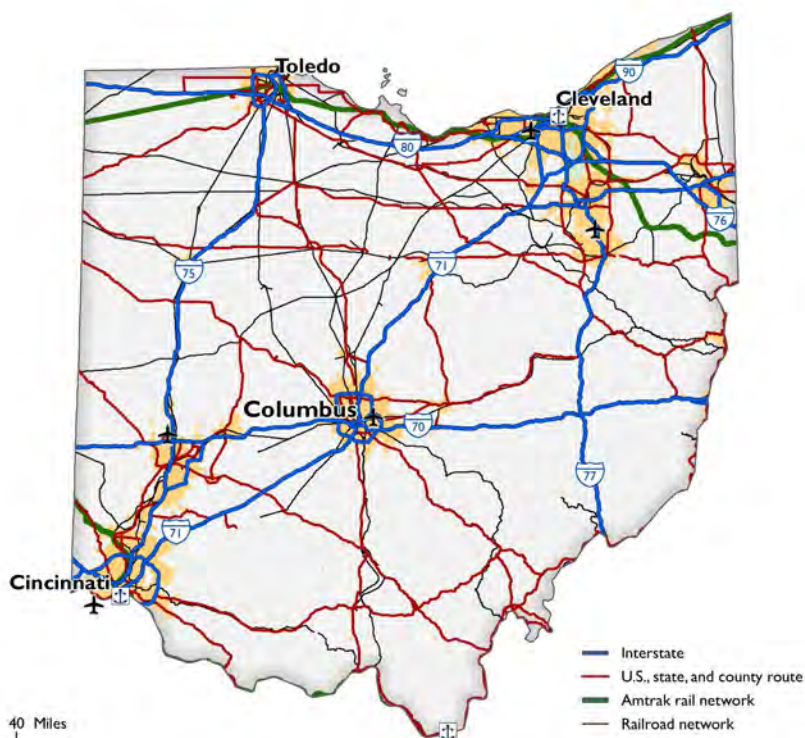 Toledo
90
Cleveland
80
76
71
75
Columbus
70
77
71
Cincinnati
Interstate
U.S., state, and county route
Amtrak rail network
40 Miles
Railroad network